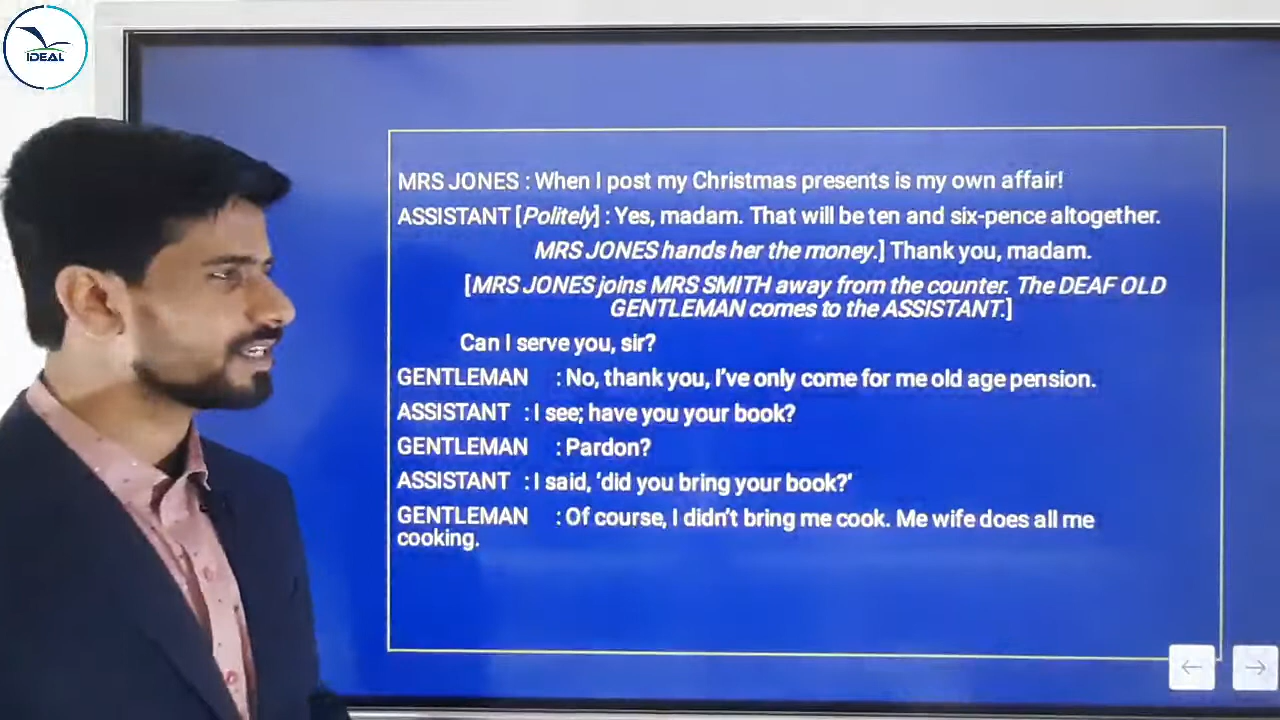 IDEAL
MRS JONES : When I post my Christmas presents is my own affair!
ASSISTANT [Politely] : Yes, madam. That will be ten and six-pence altogether.
MRS JONES hands her the money.] Thank you, madam.
[MRS JONES joins MRS SMITH away from the counter. The DEAF OLD
GENTLEMAN comes to the ASSISTANT.]
Can I serve you, sir?
GENTLEMAN : No, thank you, I've only come for me old age pension.
ASSISTANT : I see; have you your book?
GENTLEMAN : Pardon?
ASSISTANT : I said, 'did you bring your book?'
GENTLEMAN : Of course, I didn't bring me cook. Me wife does all me
cooking.